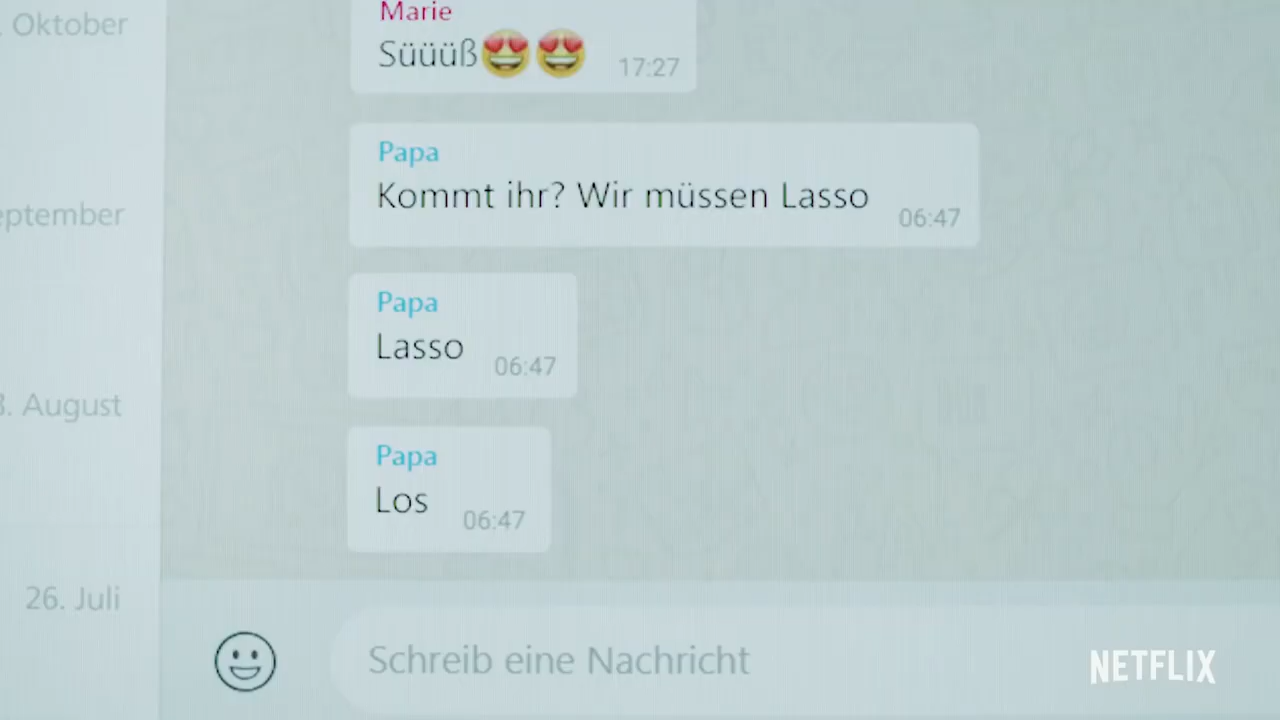 . Oktober
eptember
8. August
26. Juli
Marie
Süüüß😍😍
17:27
Papa
Kommt ihr? Wir müssen Lasso
06:47
Papa
Lasso
06:47
Papa
Los
06:47
Schreib eine Nachricht
NETFLIX